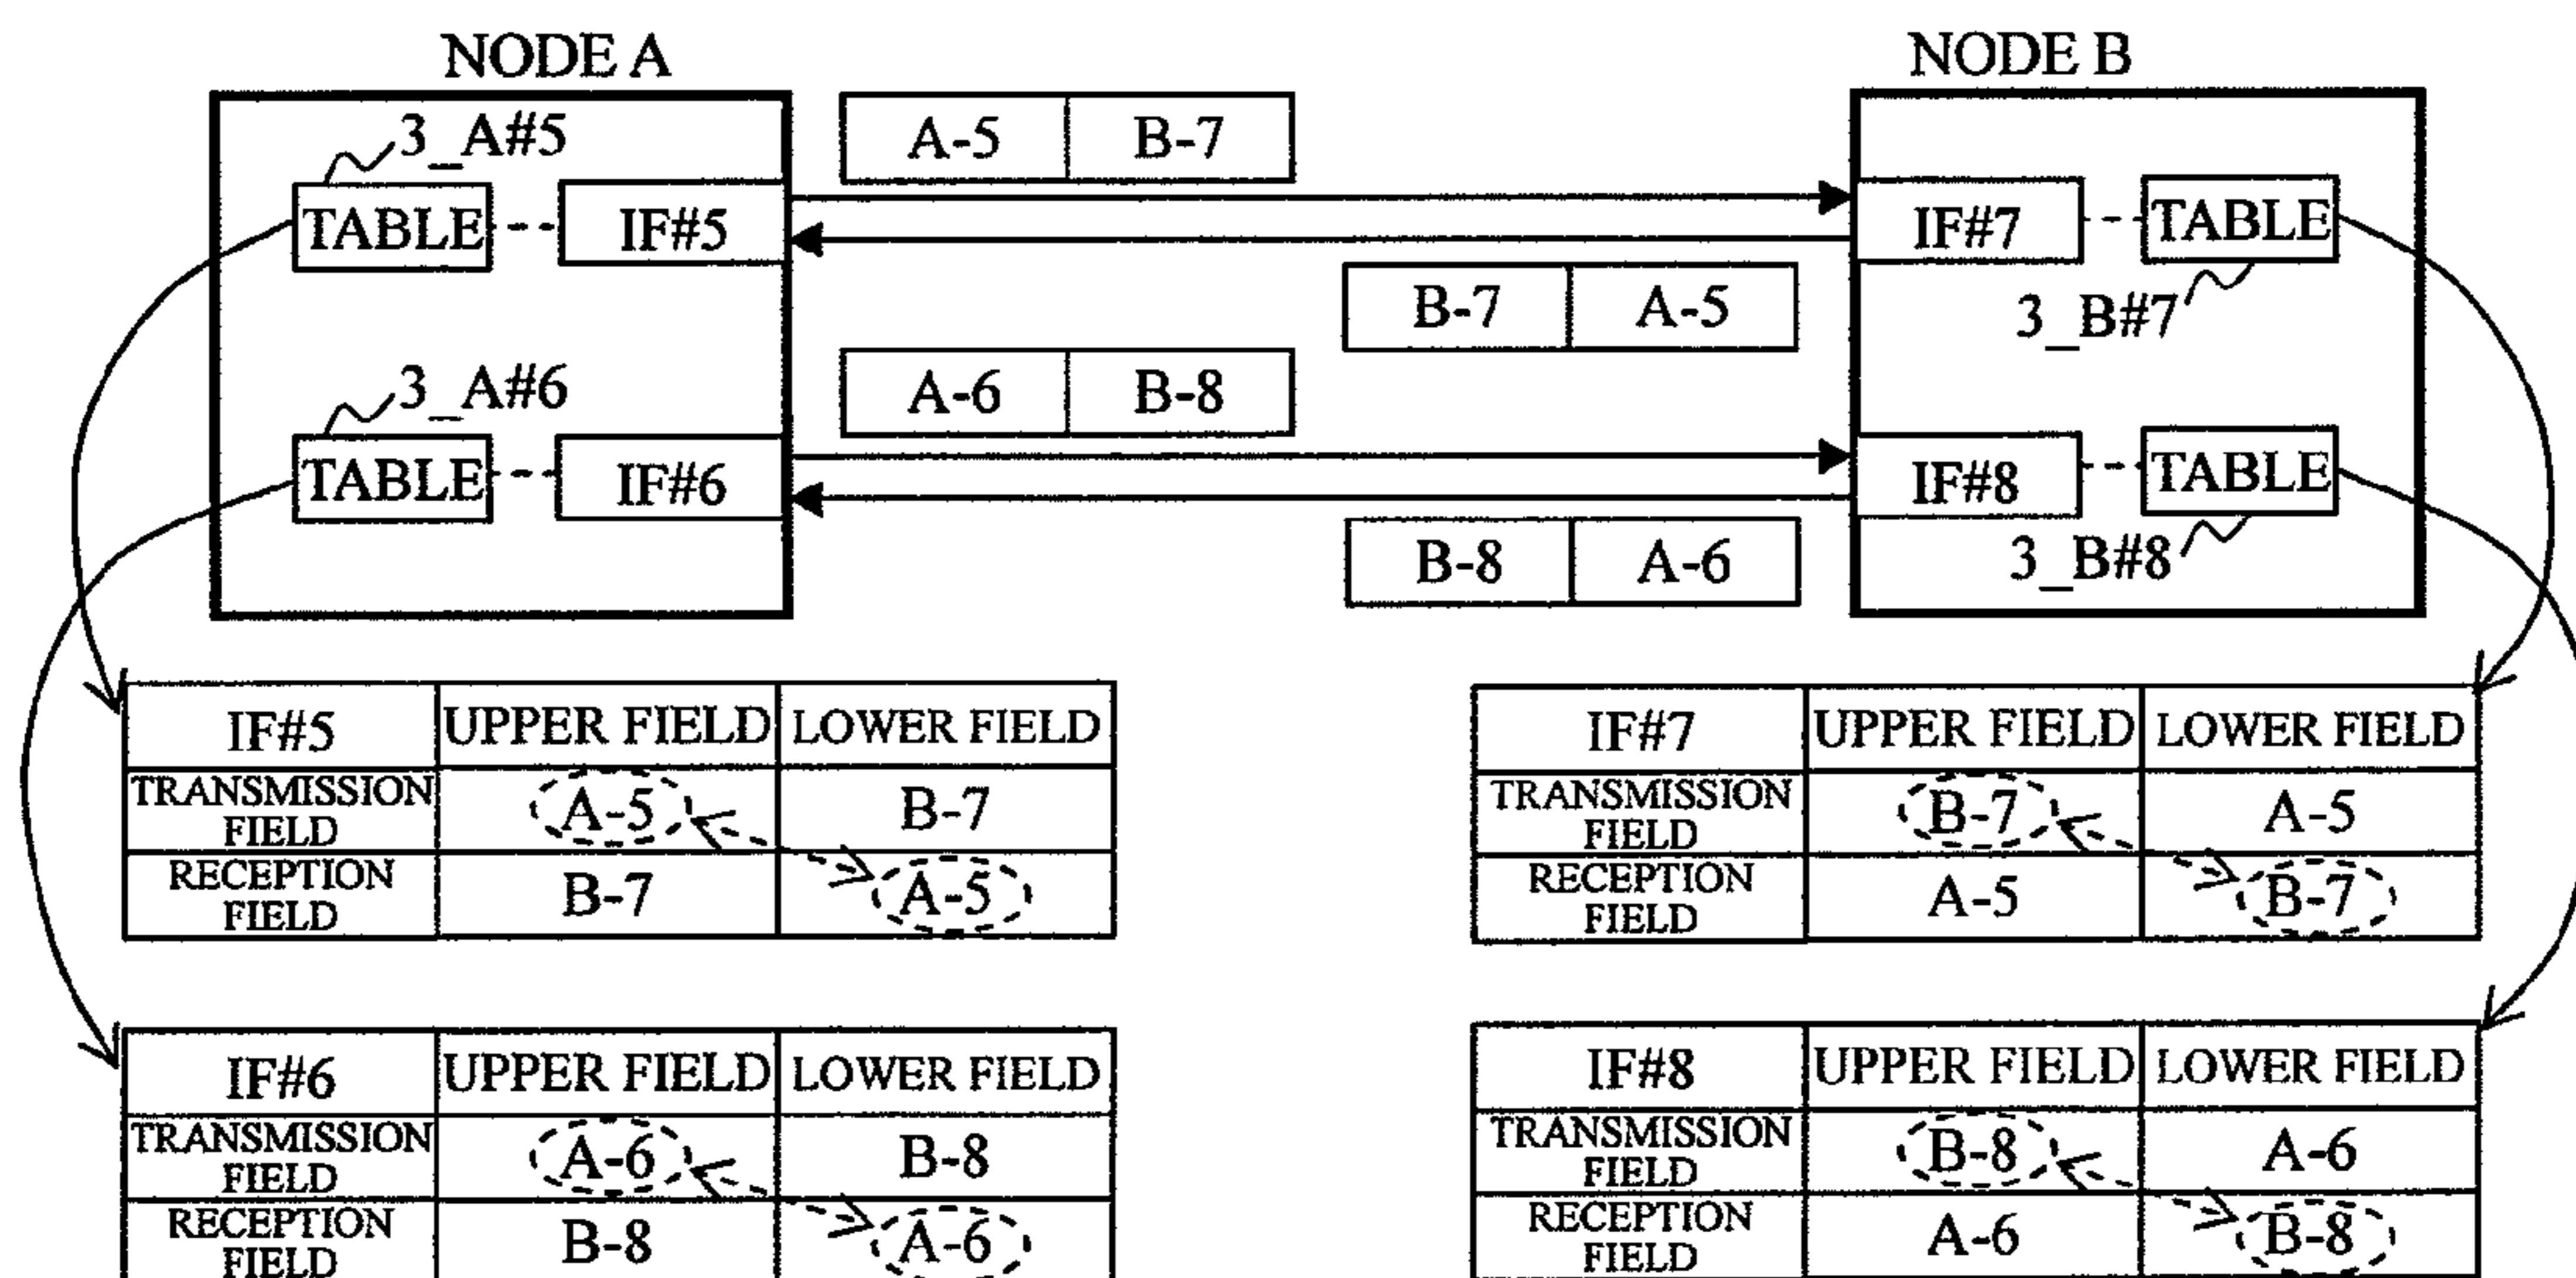 NODE A
NODE B
3_A#5
A-5 B-7
TABLE IF#5
IF#7 TABLE
B-7 A-5
3_B#7
3_A#6
A-6 B-8
TABLE IF#6
IF#8 TABLE
B-8 A-6
3_B#8
IF#5 UPPER FIELD LOWER FIELD
TRANSMISSION FIELD A-5 B-7
RECEPTION FIELD B-7 A-5
IF#7 UPPER FIELD LOWER FIELD
TRANSMISSION FIELD B-7 A-5
RECEPTION FIELD A-5 B-7
IF#6 UPPER FIELD LOWER FIELD
TRANSMISSION FIELD A-6 B-8
RECEPTION FIELD B-8 A-6
IF#8 UPPER FIELD LOWER FIELD
TRANSMISSION FIELD B-8 A-6
RECEPTION FIELD A-6 B-8